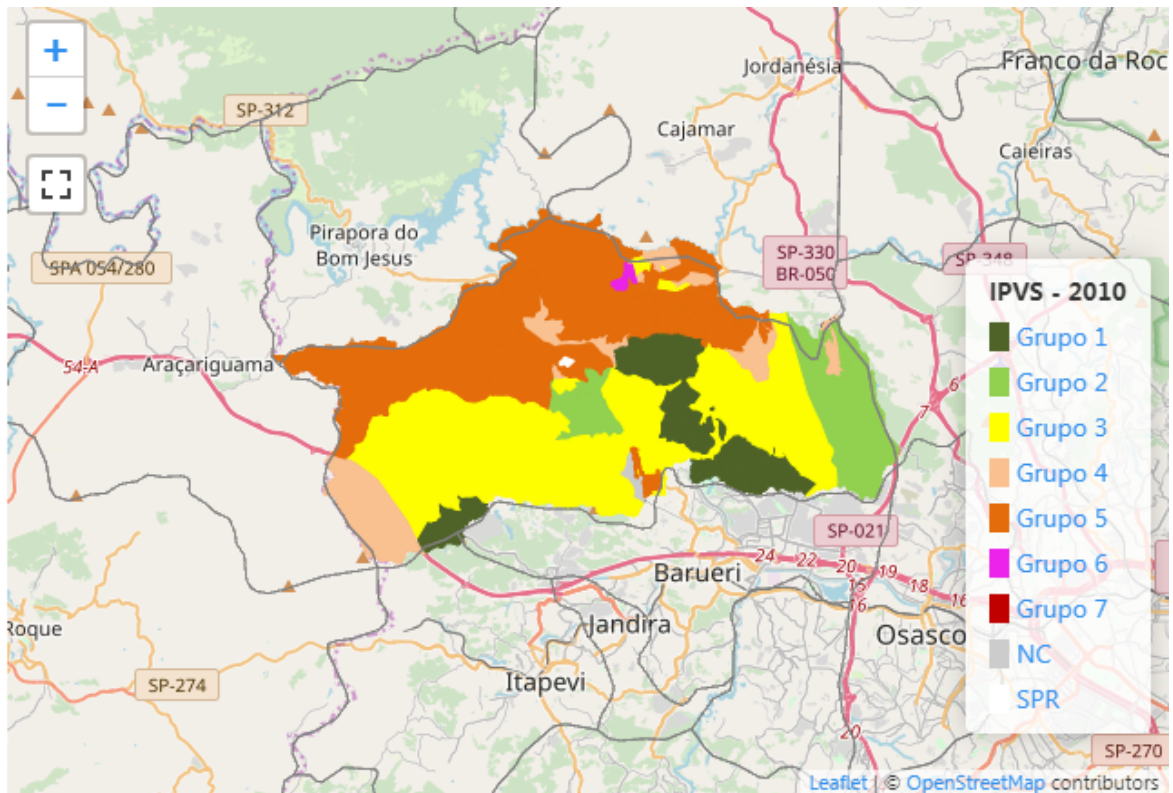 +
−
Jordanésia
Franco da Roc
SP-312
Cajamar
Caieiras
Pirapora do
Bom Jesus
SPA 054/280
SP-330
BR-050
SP-348
54-A
Araçariguama
IPVS - 2010
Grupo 1
Grupo 2
Grupo 3
Grupo 4
Grupo 5
Grupo 6
Grupo 7
NC
SPR
6
7
SP-021
24
22
20
19
18
16
15
16
Barueri
Jandira
Osasco
Roque
Itapevi
SP-274
20
SP-270
Leaflet | © OpenStreetMap contributors